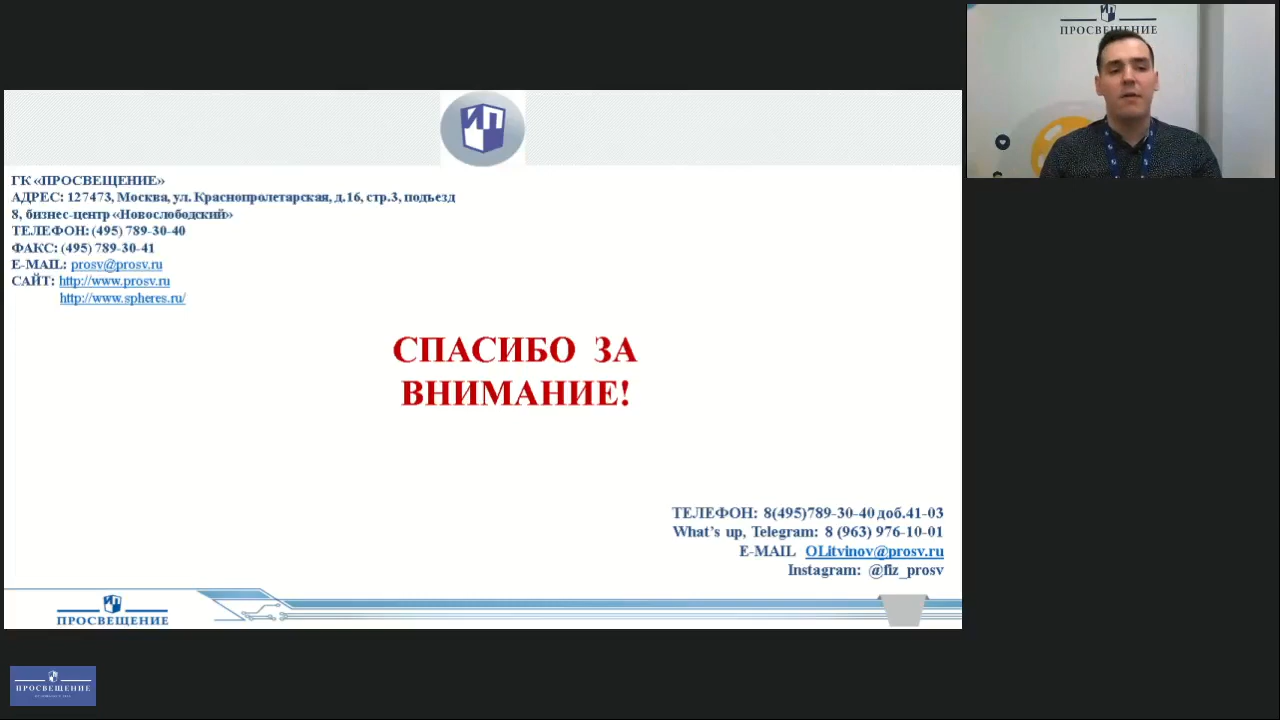 ИП
ПРОСВЕЩЕНИЕ
ИП
ГК «ПРОСВЕЩЕНИЕ»
АДРЕС: 127473, Москва, ул. Краснопролетарская, д.16, стр.3, подъезд
8, бизнес-центр «Новослободский»
ТЕЛЕФОН: (495) 789-30-40
ФАКС: (495) 789-30-41
E-MAIL: prosv@prosv.ru
САЙТ: http://www.prosv.ru
http://www.spheres.ru/
СПАСИБО ЗА
ВНИМАНИЕ!
ТЕЛЕФОН: 8(495)789-30-40 доб.41-03
What's up, Telegram: 8 (963) 976-10-01
E-MAIL OLitvinov@prosv.ru
Instagram: @fiz_prosv
ИП
ПРОСВЕЩЕНИЕ
ПРОСВЕЩЕНИЕ